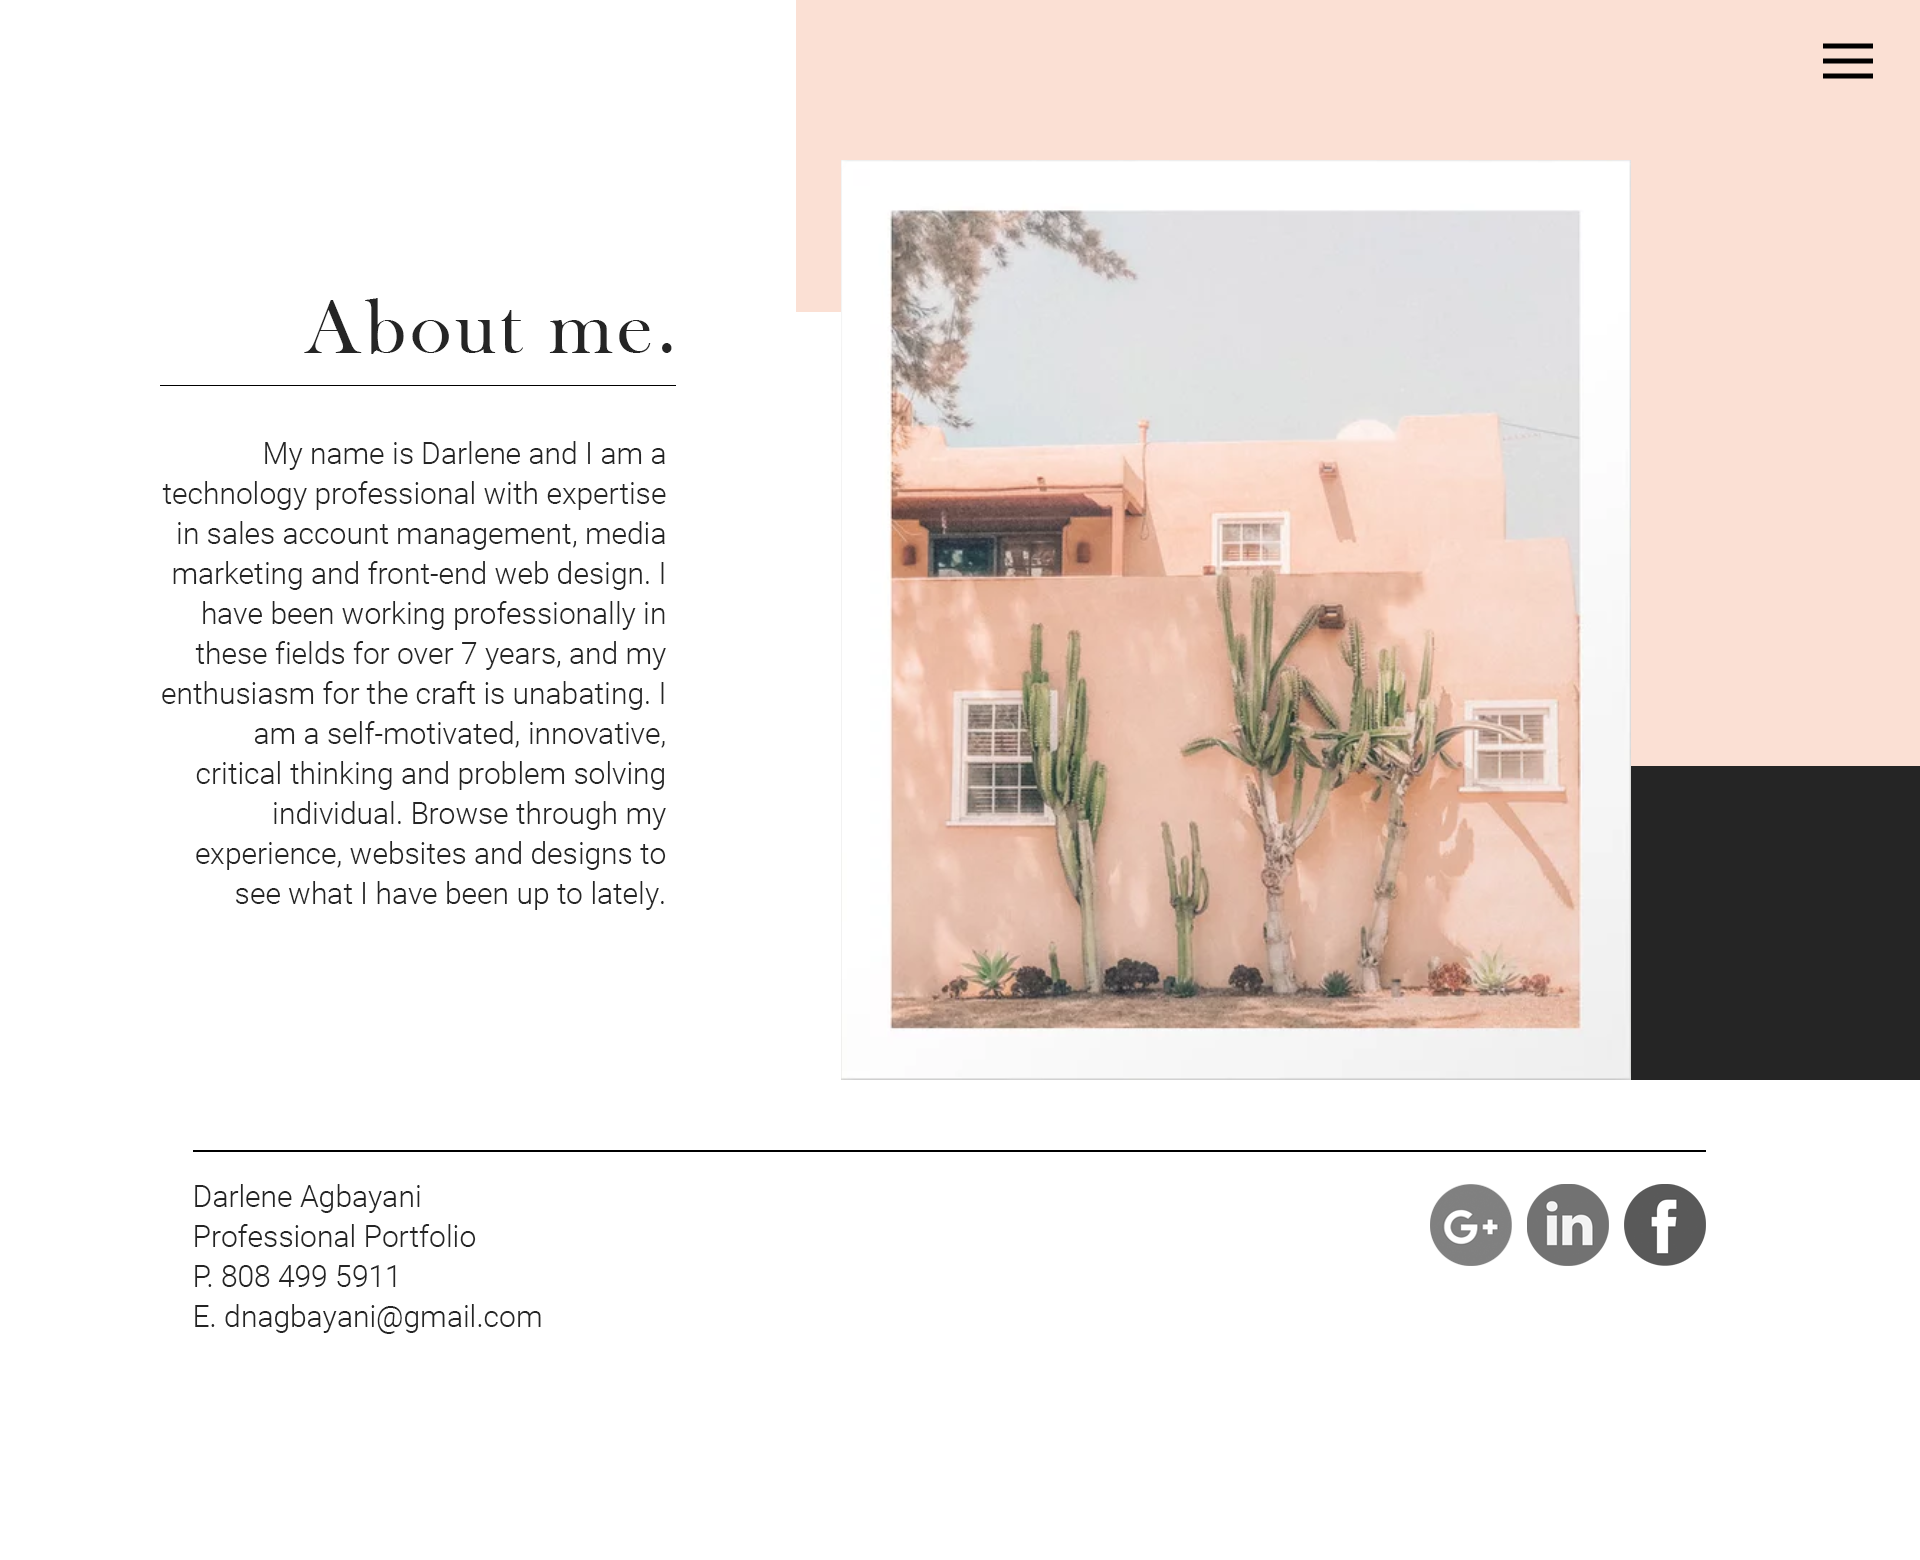 About me.
My name is Darlene and I am a
technology professional with expertise
in sales account management, media
marketing and front-end web design. I
have been working professionally in
these fields for over 7 years, and my
enthusiasm for the craft is unabating. I
am a self-motivated, innovative,
critical thinking and problem solving
individual. Browse through my
experience, websites and designs to
see what I have been up to lately.
Darlene Agbayani
Professional Portfolio
P. 808 499 5911
E. dnagbayani@gmail.com
G+
in
f